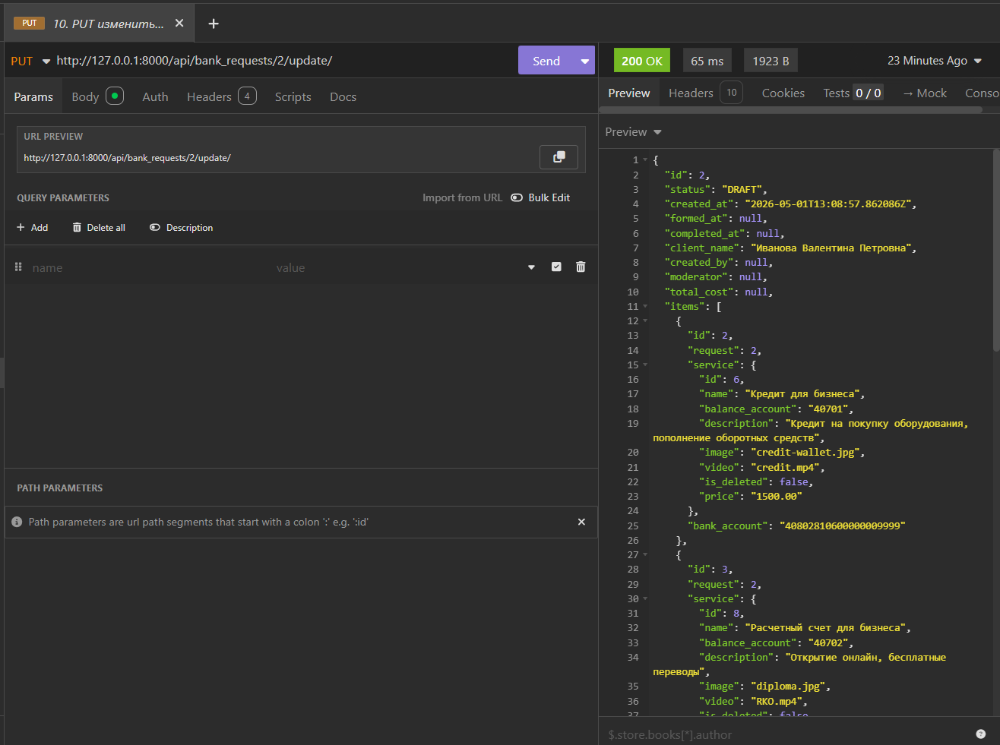 PUT 10. PUT изменить...
PUT http://127.0.0.1:8000/api/bank_requests/2/update/ Send
Params Body Auth Headers 4 Scripts Docs
URL PREVIEW
http://127.0.0.1:8000/api/bank_requests/2/update/
QUERY PARAMETERS Import from URL Bulk Edit
Add Delete all Description
name value
PATH PARAMETERS
Path parameters are url path segments that start with a colon ':' e.g. ':id'
200 OK 65 ms 1923 B 23 Minutes Ago
Preview Headers 10 Cookies Tests 0 / 0 → Mock Conso
Preview
1 {
2 "id": 2,
3 "status": "DRAFT",
4 "created_at": "2026-05-01T13:08:57.862086Z",
5 "formed_at": null,
6 "completed_at": null,
7 "client_name": "Иванова Валентина Петровна",
8 "created_by": null,
9 "moderator": null,
10 "total_cost": null,
11 "items": [
12 {
13 "id": 2,
14 "request": 2,
15 "service": {
16 "id": 6,
17 "name": "Кредит для бизнеса",
18 "balance_account": "40701",
19 "description": "Кредит на покупку оборудования,
пополнение оборотных средств",
20 "image": "credit-wallet.jpg",
21 "video": "credit.mp4",
22 "is_deleted": false,
23 "price": "1500.00"
24 },
25 "bank_account": "40802810600000009999"
26 },
27 {
28 "id": 3,
29 "request": 2,
30 "service": {
31 "id": 8,
32 "name": "Расчетный счет для бизнеса",
33 "balance_account": "40702",
34 "description": "Открытие онлайн, бесплатные
переводы",
35 "image": "diploma.jpg",
36 "video": "RKO.mp4",
37 "is_deleted": false
$.store.books[*].author